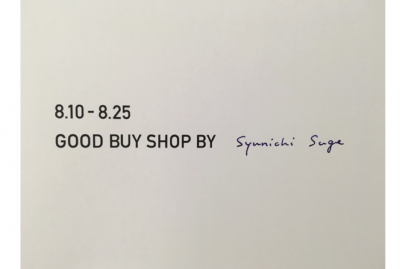 8.10 - 8.25
GOOD BUY SHOP BY Syunichi Suge